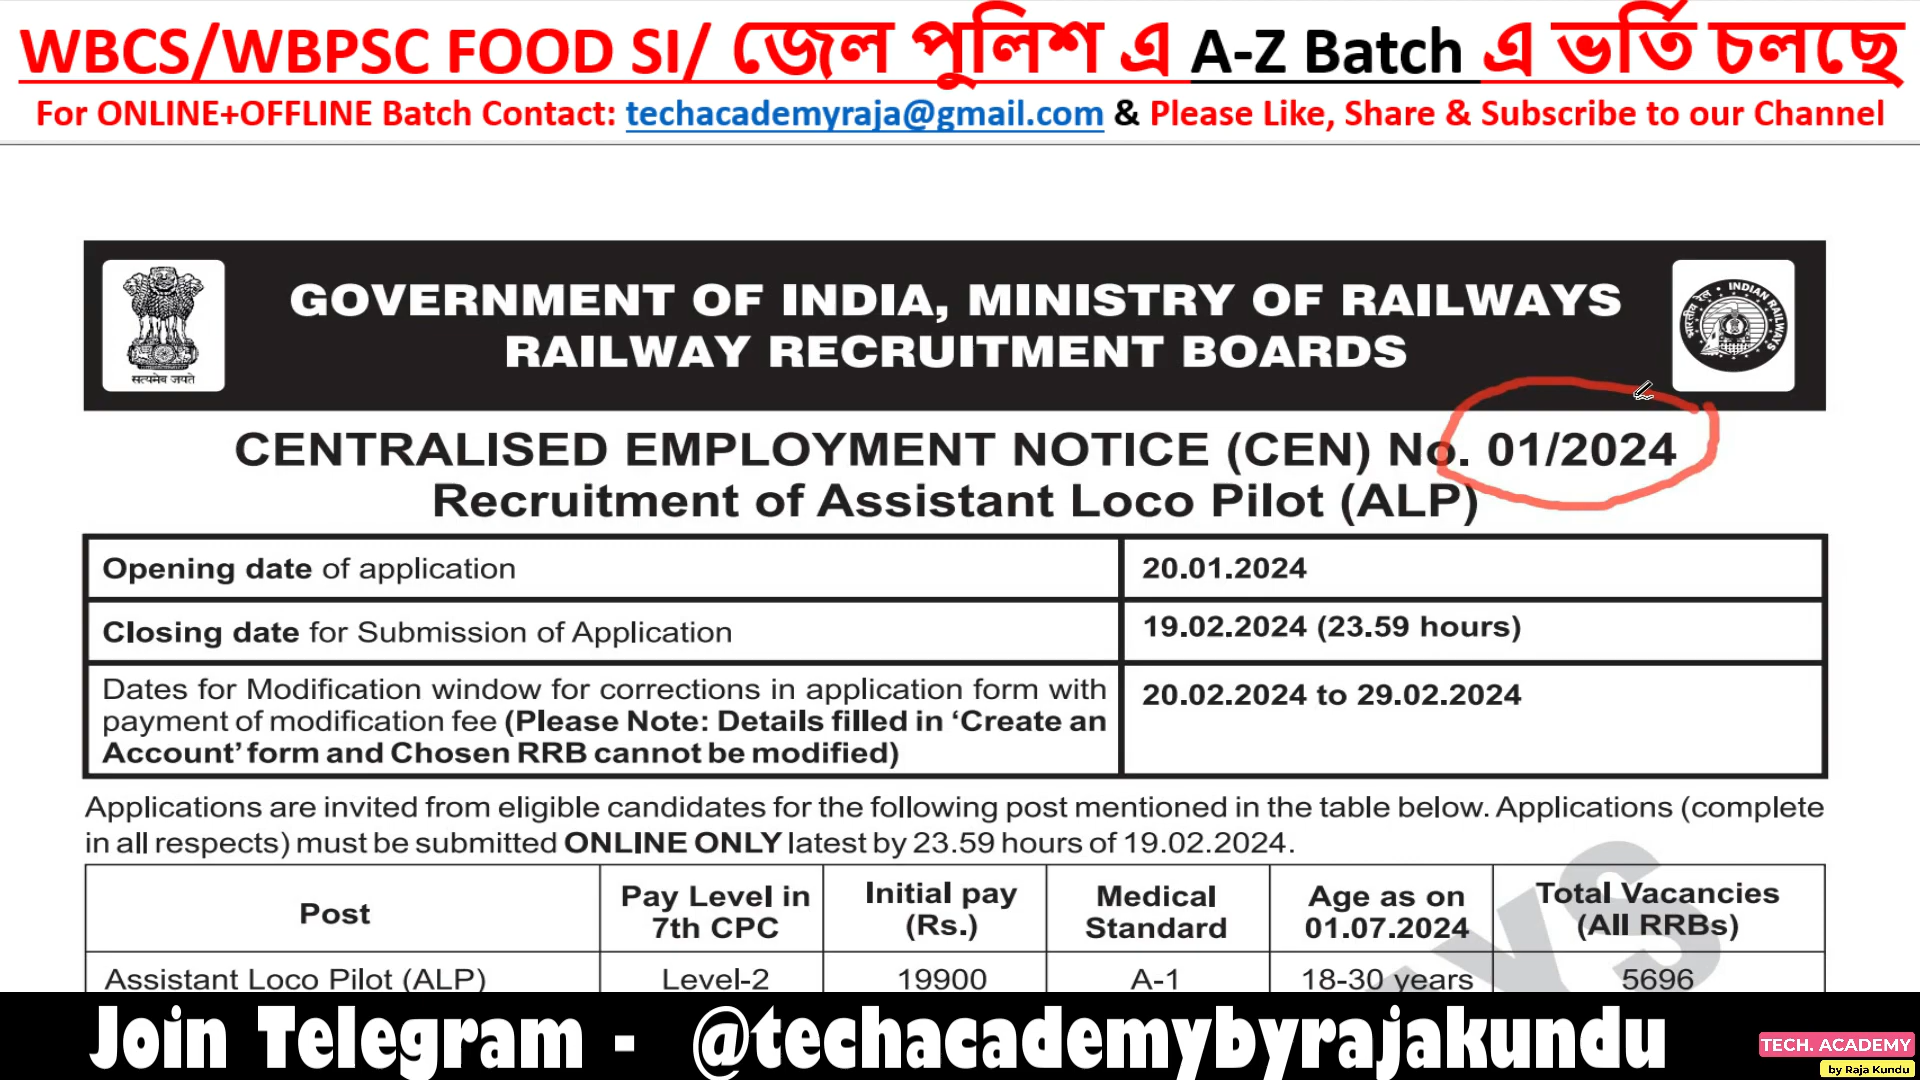 WBCS/WBPSC FOOD SI/ জেল পুলিশ এ A-Z Batch এ ভর্তি চলছে
For ONLINE+OFFLINE Batch Contact: techacademyraja@gmail.com & Please Like, Share & Subscribe to our Channel
GOVERNMENT OF INDIA, MINISTRY OF RAILWAYS
RAILWAY RECRUITMENT BOARDS
सत्यमेव जयते
भारतीय रेल • INDIAN RAILWAYS
CENTRALISED EMPLOYMENT NOTICE (CEN) No. 01/2024
Recruitment of Assistant Loco Pilot (ALP)
Opening date of application 20.01.2024
Closing date for Submission of Application 19.02.2024 (23.59 hours)
Dates for Modification window for corrections in application form with 20.02.2024 to 29.02.2024
payment of modification fee (Please Note: Details filled in ‘Create an
Account’ form and Chosen RRB cannot be modified)
Applications are invited from eligible candidates for the following post mentioned in the table below. Applications (complete
in all respects) must be submitted ONLINE ONLY latest by 23.59 hours of 19.02.2024.
Post Pay Level in 7th CPC Initial pay (Rs.) Medical Standard Age as on 01.07.2024 Total Vacancies (All RRBs)
Assistant Loco Pilot (ALP) Level-2 19900 A-1 18-30 years 5696
Join Telegram - @techacademybyrajakundu
TECH. ACADEMY
by Raja Kundu